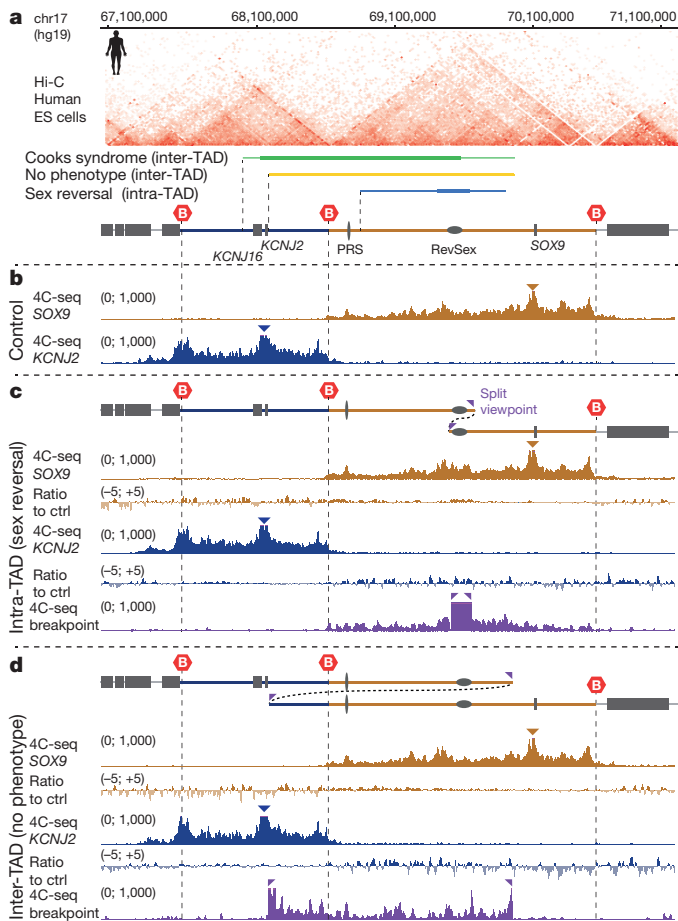 a chr17 (hg19) 67,100,000 68,100,000 69,100,000 70,100,000 71,100,000
Hi-C
Human
ES cells
Cooks syndrome (inter-TAD)
No phenotype (inter-TAD)
Sex reversal (intra-TAD)
B B B
KCNJ2
KCNJ16 PRS RevSex SOX9
b
Control
4C-seq (0; 1,000)
SOX9
4C-seq (0; 1,000)
KCNJ2
c
Intra-TAD (sex reversal)
B B B
Split
viewpoint
4C-seq (0; 1,000)
SOX9
Ratio (−5; +5)
to ctrl
4C-seq (0; 1,000)
KCNJ2
Ratio (−5; +5)
to ctrl
4C-seq (0; 1,000)
breakpoint
d
Inter-TAD (no phenotype)
B B B
4C-seq (0; 1,000)
SOX9
Ratio (−5; +5)
to ctrl
4C-seq (0; 1,000)
KCNJ2
Ratio (−5; +5)
to ctrl
4C-seq (0; 1,000)
breakpoint